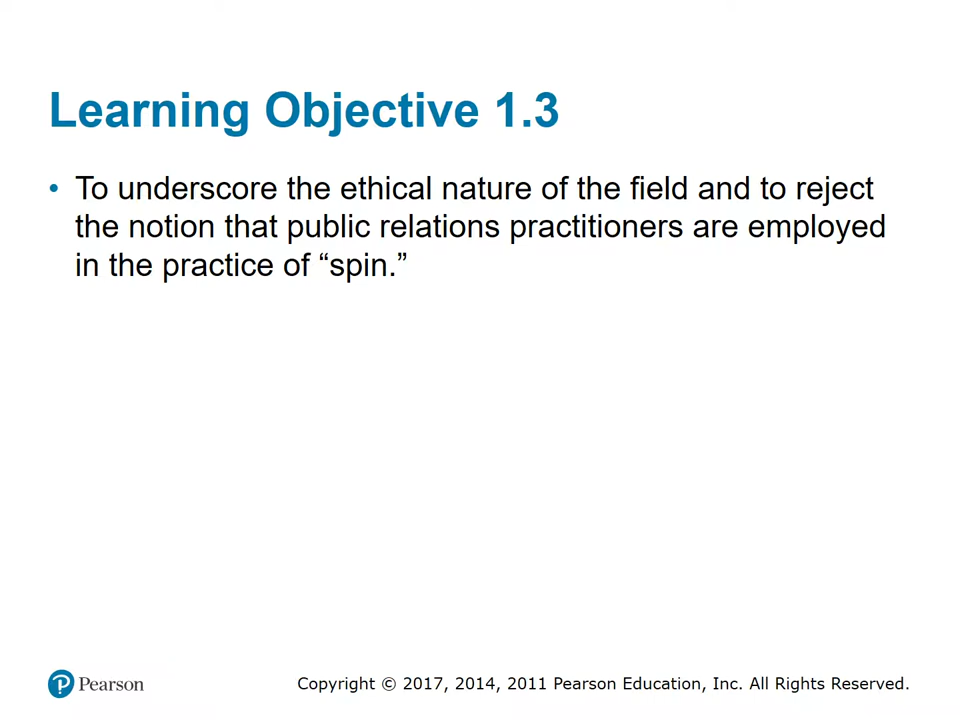 Learning Objective 1.3
• To underscore the ethical nature of the field and to reject
the notion that public relations practitioners are employed
in the practice of “spin.”
Pearson
Copyright © 2017, 2014, 2011 Pearson Education, Inc. All Rights Reserved.